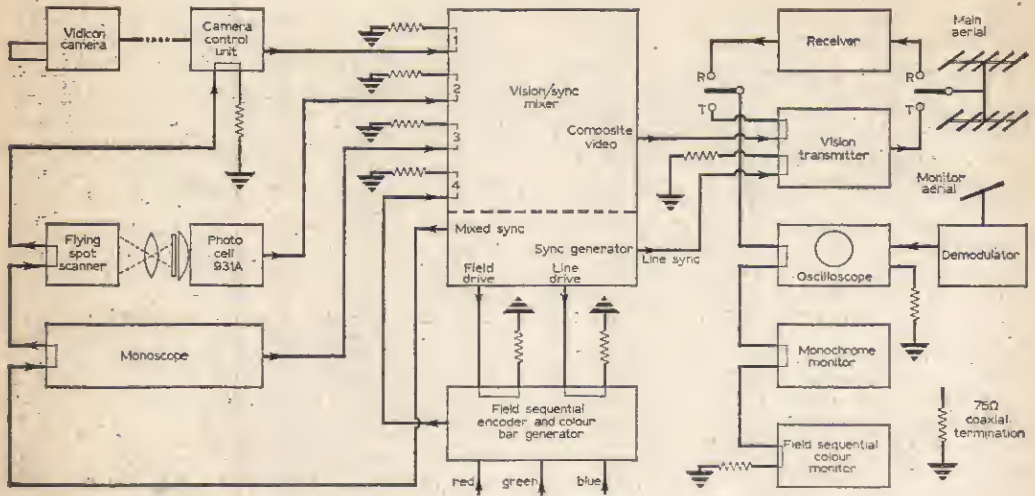 Vidicon
camera
Camera
control
unit
1
2
3
4
Vision/sync
mixer
Composite
video
Mixed sync
Sync generator
Field
drive
Line
drive
Line sync
Receiver
Main
aerial
R
T
R
T
Vision
transmitter
Monitor
aerial
Flying
spot
scanner
Photo
cell
931A
Oscilloscope
Demodulator
Monoscope
Monochrome
monitor
Field sequential
encoder and colour
bar generator
Field sequential
colour
monitor
75Ω
coaxial
termination
red
green
blue